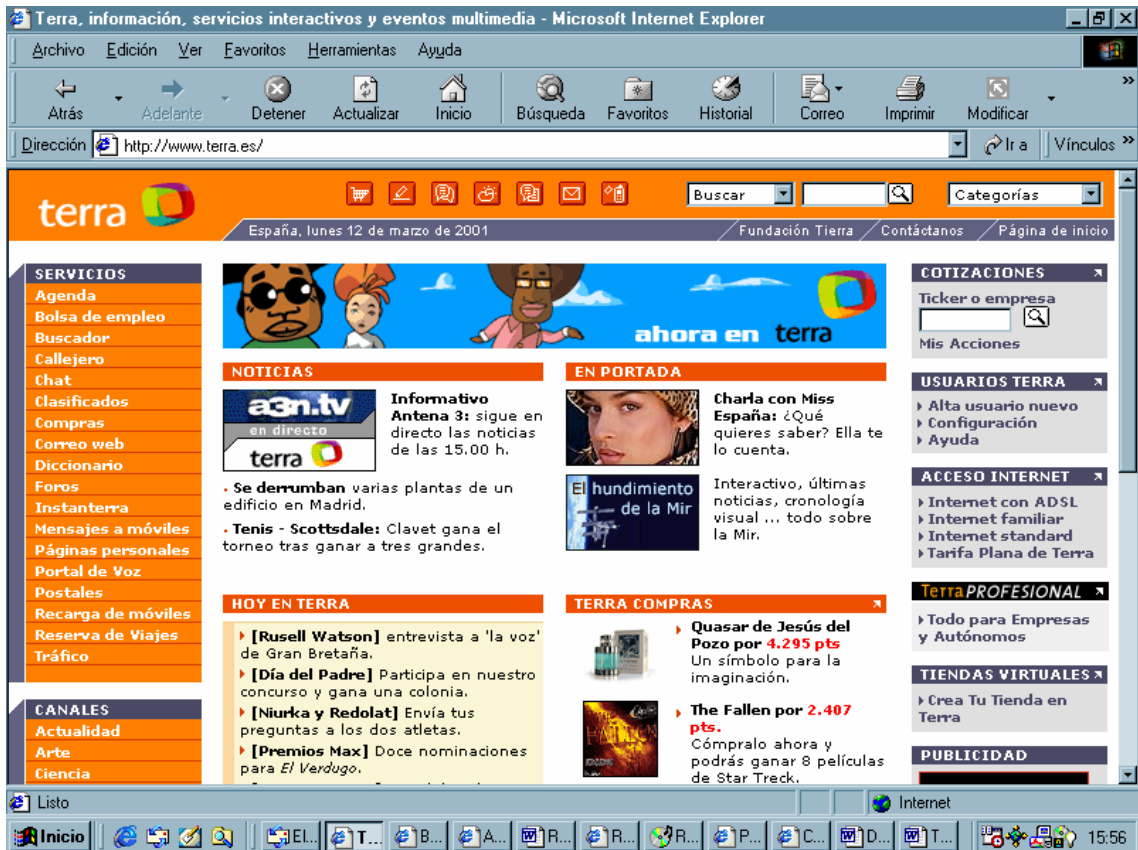 Terra, información, servicios interactivos y eventos multimedia - Microsoft Internet Explorer
Archivo Edición Ver Favoritos Herramientas Ayuda
Atrás Adelante Detener Actualizar Inicio Búsqueda Favoritos Historial Correo Imprimir Modificar
Dirección http://www.terra.es/ Ir a Vínculos
terra
Buscar
Categorías
España, lunes 12 de marzo de 2001
Fundación Tierra Contáctanos Página de inicio
SERVICIOS
Agenda
Bolsa de empleo
Buscador
Callejero
Chat
Clasificados
Compras
Correo web
Diccionario
Foros
Instanterra
Mensajes a móviles
Páginas personales
Portal de Voz
Postales
Recarga de móviles
Reserva de Viajes
Tráfico
CANALES
Actualidad
Arte
Ciencia
ahora en terra
NOTICIAS
a3n.tv
en directo
terra
Informativo
Antena 3: sigue en
directo las noticias
de las 15.00 h.
Se derrumban varias plantas de un
edificio en Madrid.
Tenis - Scottsdale: Clavet gana el
torneo tras ganar a tres grandes.
EN PORTADA
Charla con Miss
España: ¿Qué
quieres saber? Ella te
lo cuenta.
El hundimiento
de la Mir
Interactivo, últimas
noticias, cronología
visual ... todo sobre
la Mir.
HOY EN TERRA
[Rusell Watson] entrevista a 'la voz'
de Gran Bretaña.
[Día del Padre] Participa en nuestro
concurso y gana una colonia.
[Niurka y Redolat] Envía tus
preguntas a los dos atletas.
[Premios Max] Doce nominaciones
para El Verdugo.
TERRA COMPRAS
Quasar de Jesús del
Pozo por 4.295 pts
Un símbolo para la
imaginación.
The Fallen por 2.407
pts.
Cómpralo ahora y
podrás ganar 8 películas
de Star Treck.
COTIZACIONES
Ticker o empresa
Mis Acciones
USUARIOS TERRA
Alta usuario nuevo
Configuración
Ayuda
ACCESO INTERNET
Internet con ADSL
Internet familiar
Internet standard
Tarifa Plana de Terra
Terra PROFESIONAL
Todo para Empresas
y Autónomos
TIENDAS VIRTUALES
Crea Tu Tienda en
Terra
PUBLICIDAD
Listo Internet
Inicio El... T... B... A... R... R... R... P... C... D... T... 15:56